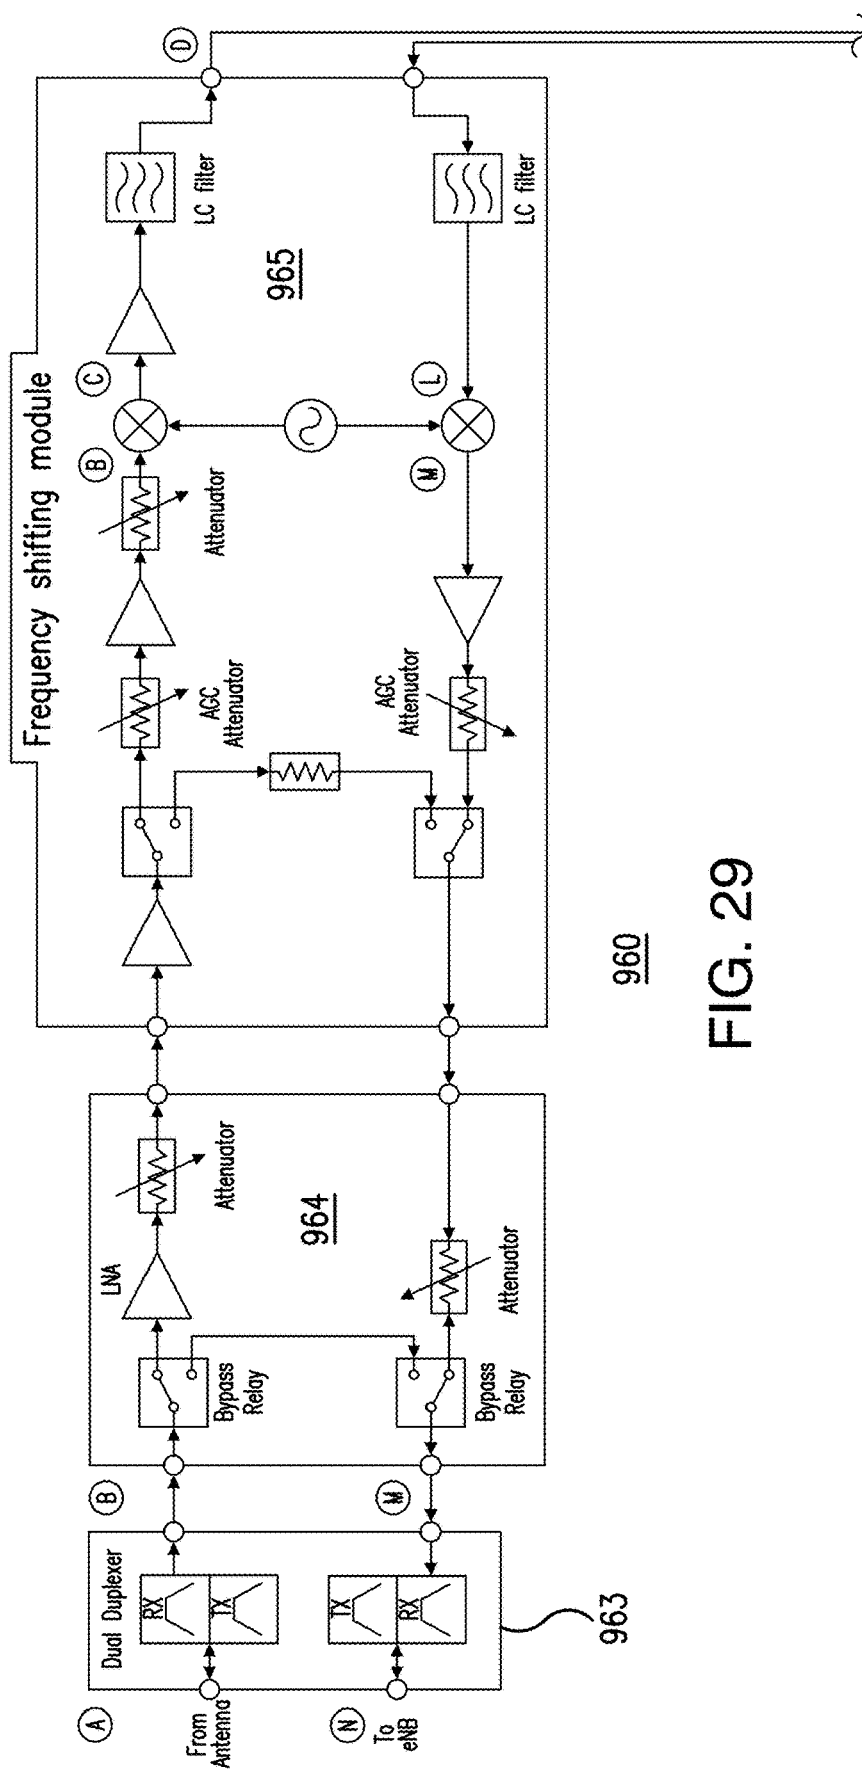 Frequency shifting module
D
LC filter
LC filter
965
C
L
B
M
Attenuator
AGC
Attenuator
AGC
Attenuator
960
FIG. 29
LNA
Attenuator
964
Attenuator
Bypass
Relay
Bypass
Relay
B
M
Dual Duplexer
RX
TX
TX
RX
963
A
From
Antenna
N
To
eNB